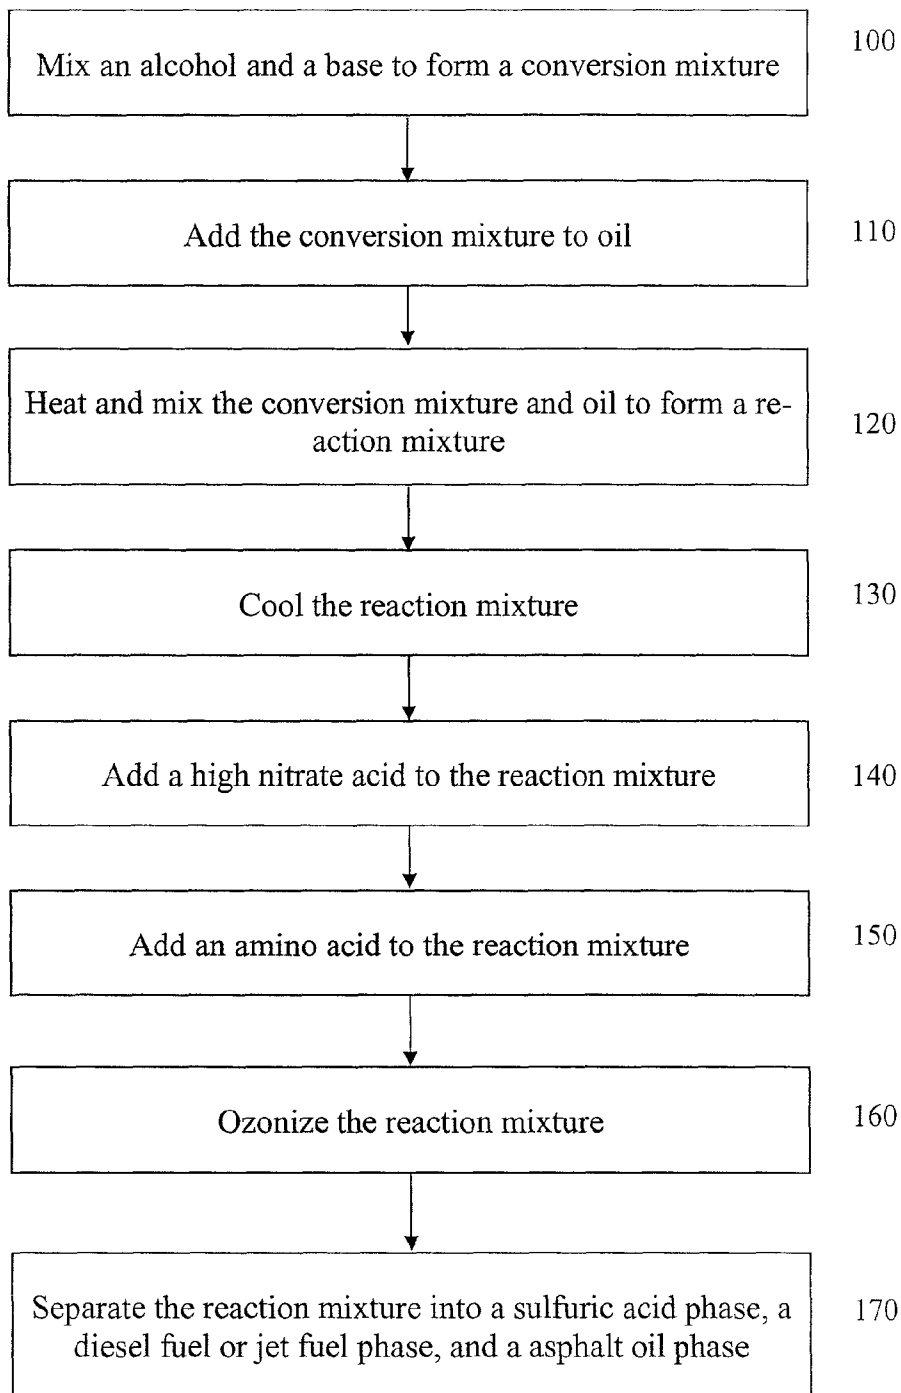 Mix an alcohol and a base to form a conversion mixture
100
Add the conversion mixture to oil
110
Heat and mix the conversion mixture and oil to form a re-
action mixture
120
Cool the reaction mixture
130
Add a high nitrate acid to the reaction mixture
140
Add an amino acid to the reaction mixture
150
Ozonize the reaction mixture
160
Separate the reaction mixture into a sulfuric acid phase, a
diesel fuel or jet fuel phase, and a asphalt oil phase
170